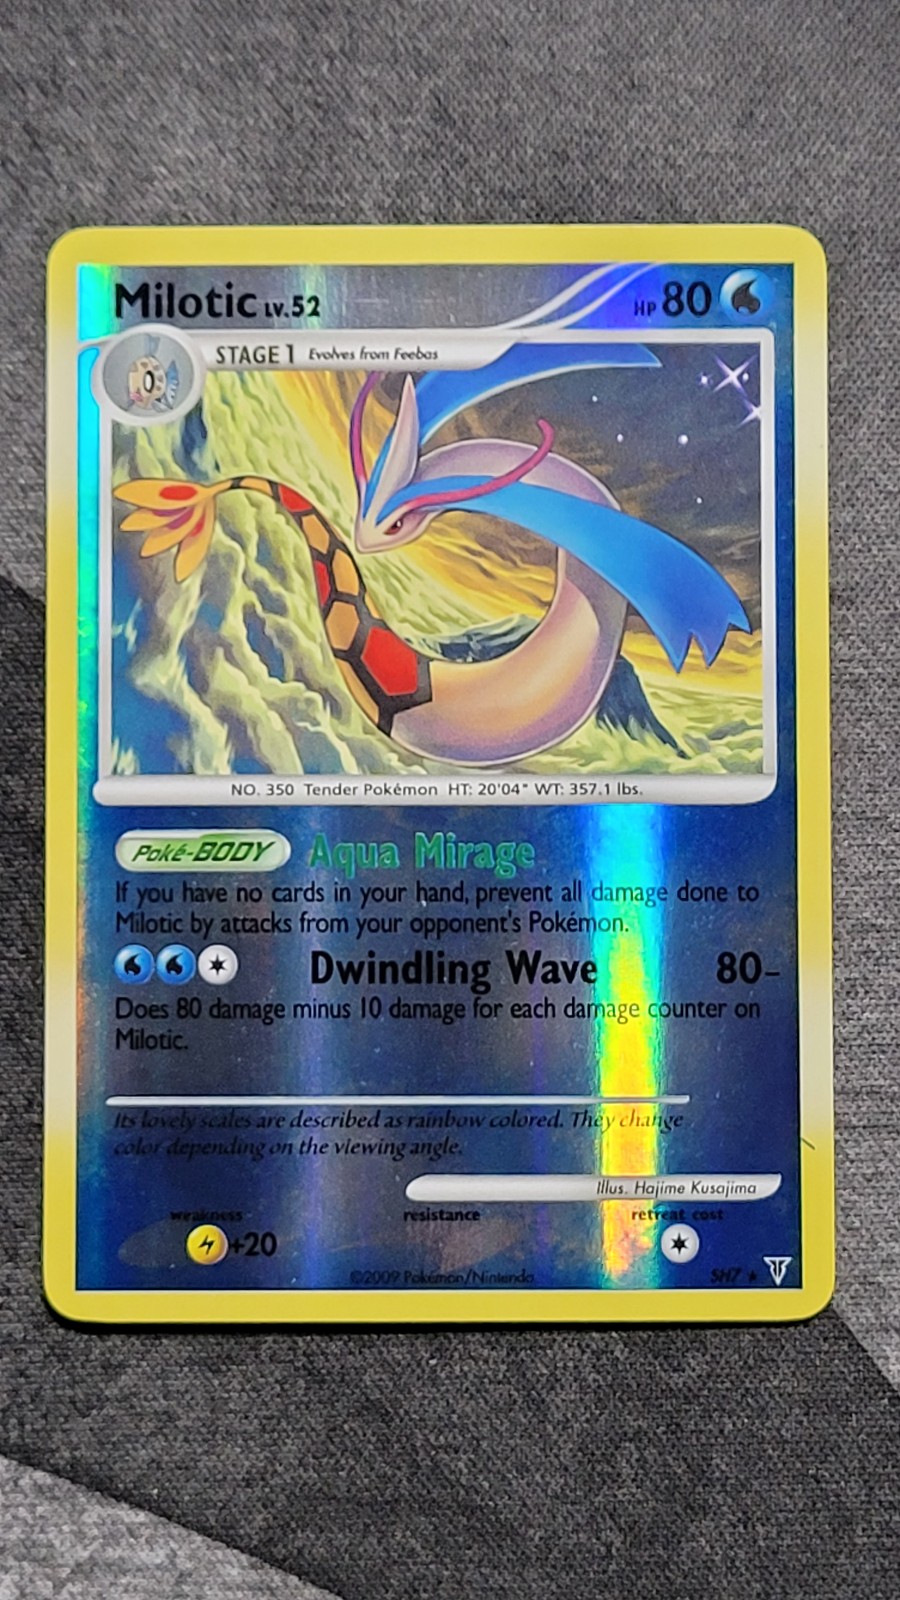 Milotic LV.52 HP 80
STAGE 1 Evolves from Feebas
NO. 350 Tender Pokémon HT: 20'04" WT: 357.1 lbs.
Poké-BODY Aqua Mirage
If you have no cards in your hand, prevent all damage done to
Milotic by attacks from your opponent's Pokémon.
Dwindling Wave 80-
Does 80 damage minus 10 damage for each damage counter on
Milotic.
Its lovely scales are described as rainbow colored. They change
color depending on the viewing angle.
Illus. Hajime Kusajima
weakness resistance retreat cost
+20
©2009 Pokémon/Nintendo SH7